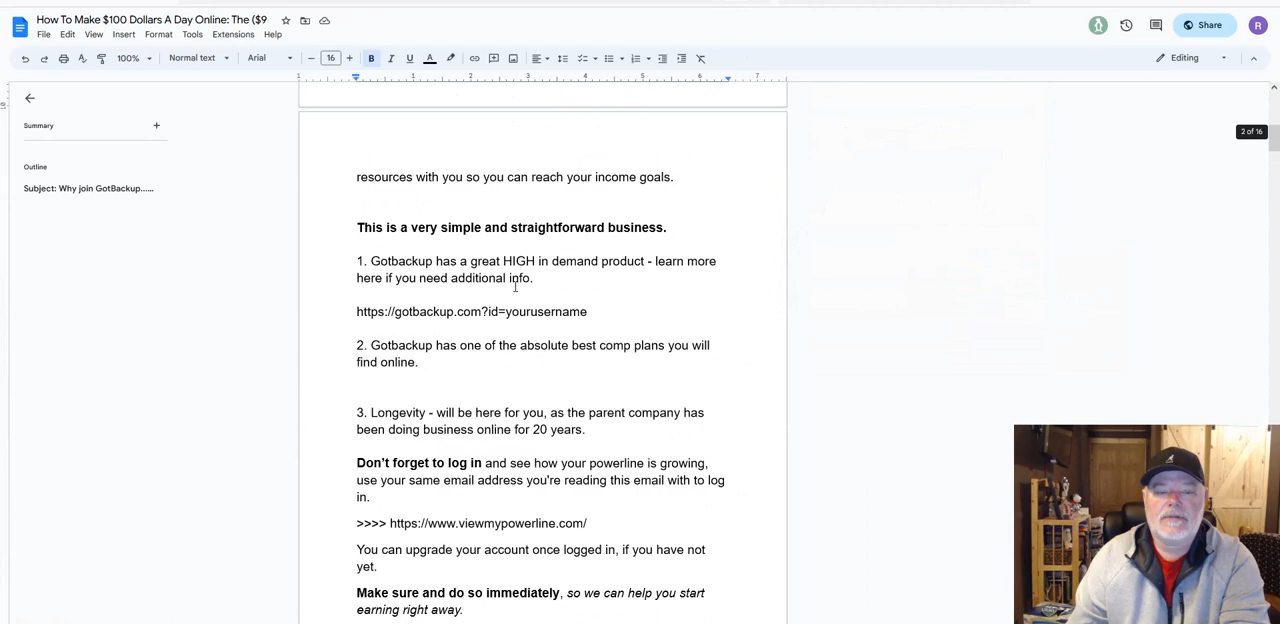 How To Make $100 Dollars A Day Online: The ($9
File Edit View Insert Format Tools Extensions Help
Share
R
100% Normal text Arial 16 B I U A Editing
1 1 2 3 4 5 6 7
Summary
Outline
Subject: Why join GotBackup......
2 of 16
resources with you so you can reach your income goals.
This is a very simple and straightforward business.
1. Gotbackup has a great HIGH in demand product - learn more
here if you need additional info.
https://gotbackup.com?id=yourusername
2. Gotbackup has one of the absolute best comp plans you will
find online.
3. Longevity - will be here for you, as the parent company has
been doing business online for 20 years.
Don't forget to log in and see how your powerline is growing,
use your same email address you're reading this email with to log
in.
>>>> https://www.viewmypowerline.com/
You can upgrade your account once logged in, if you have not
yet.
Make sure and do so immediately, so we can help you start
earning right away.